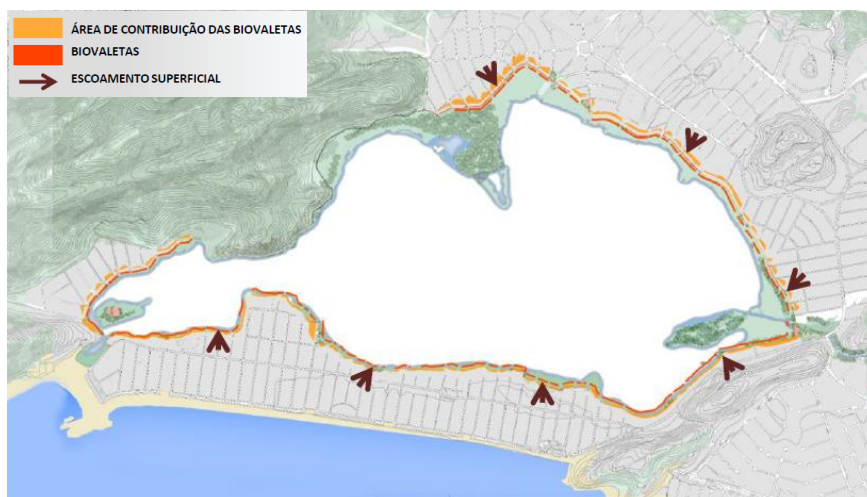 ÁREA DE CONTRIBUIÇÃO DAS BIOVALETAS
BIOVALETAS
ESCOAMENTO SUPERFICIAL